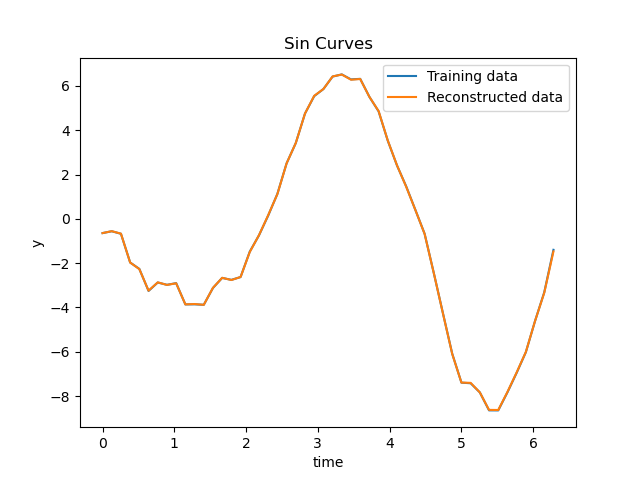 Sin Curves
Training data
Reconstructed data
6
4
2
0
−2
−4
−6
−8
y
0 1 2 3 4 5 6
time